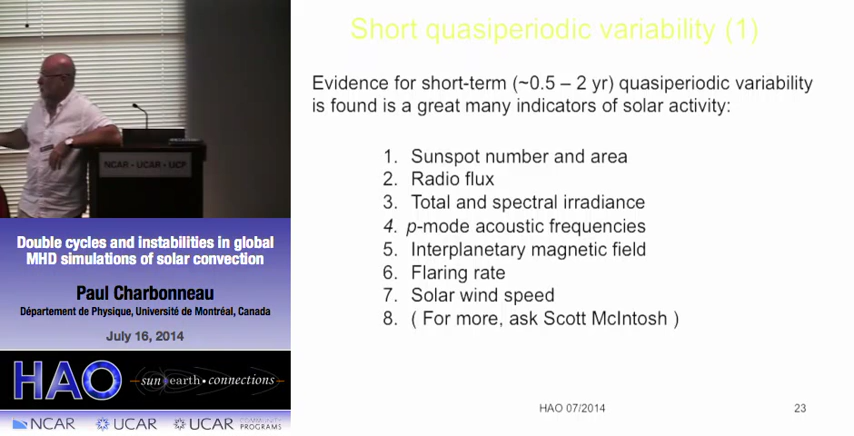 Short quasiperiodic variability (1)
Evidence for short-term (~0.5 – 2 yr) quasiperiodic variability
is found is a great many indicators of solar activity:
1. Sunspot number and area
2. Radio flux
3. Total and spectral irradiance
4. p-mode acoustic frequencies
5. Interplanetary magnetic field
6. Flaring rate
7. Solar wind speed
8. ( For more, ask Scott McIntosh )
HAO 07/2014
23
NCAR - UCAR - UCP
Double cycles and instabilities in global
MHD simulations of solar convection
Paul Charbonneau
Département de Physique, Université de Montréal, Canada
July 16, 2014
HAO
sun earth • connections
NCAR
UCAR
UCAR COMMUNITY
PROGRAMS